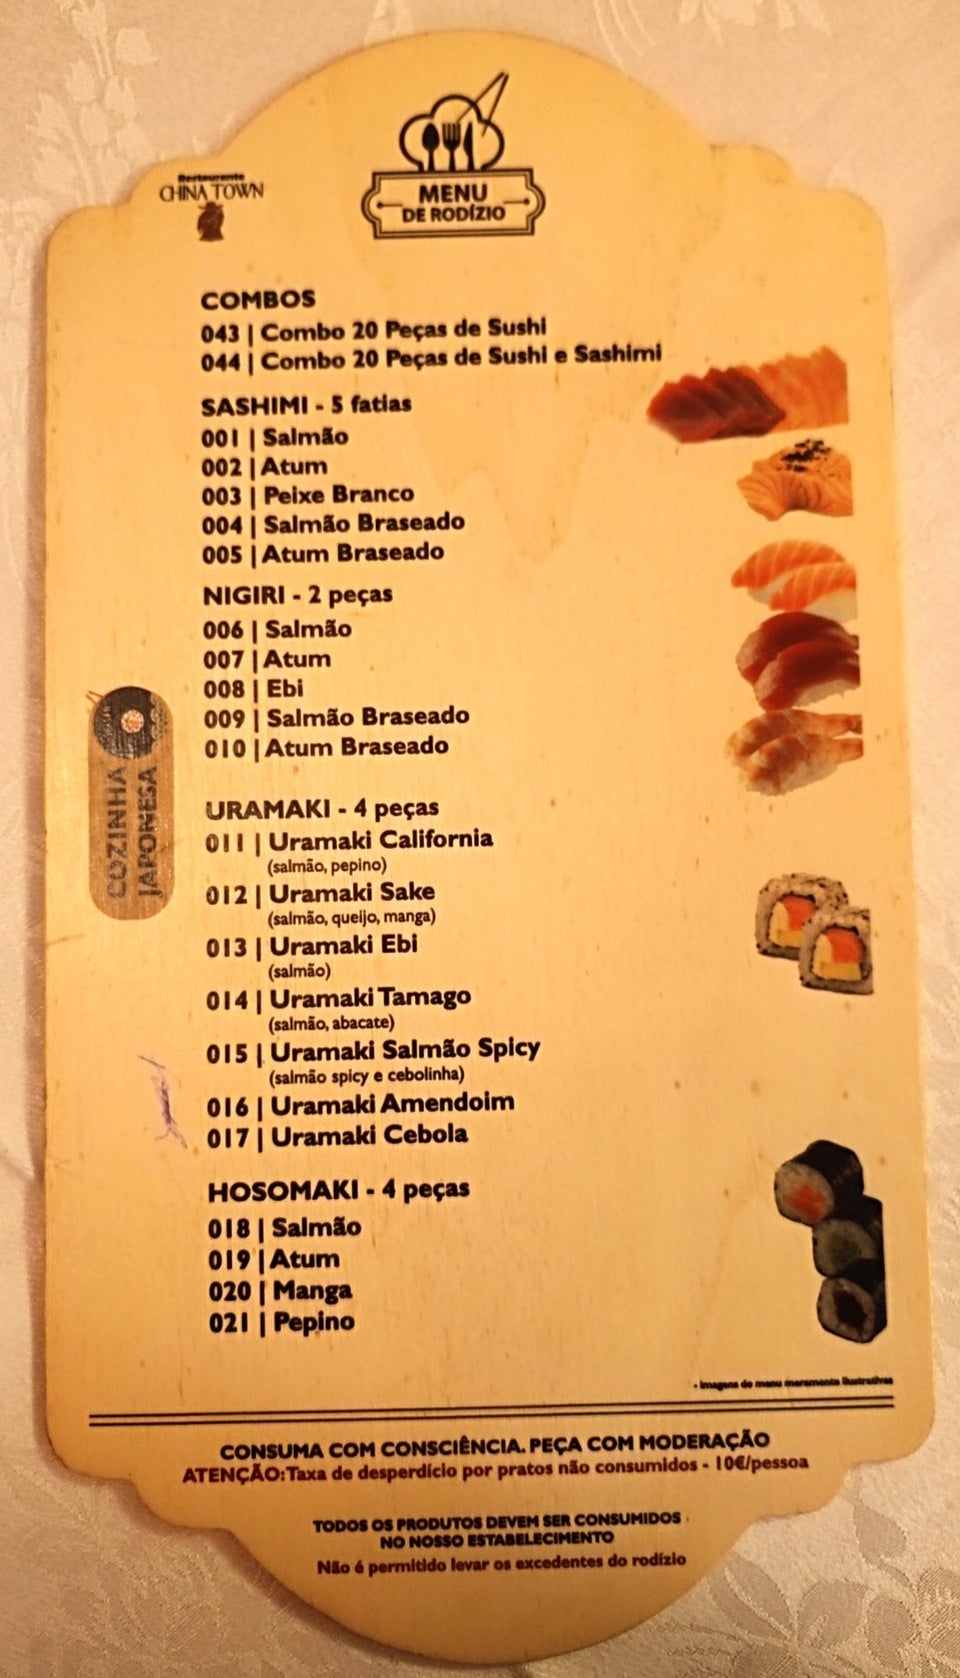 Restaurante
CHINA TOWN
MENU
DE RODÍZIO
COMBOS
043 | Combo 20 Peças de Sushi
044 | Combo 20 Peças de Sushi e Sashimi
SASHIMI - 5 fatias
001 | Salmão
002 | Atum
003 | Peixe Branco
004 | Salmão Braseado
005 | Atum Braseado
NIGIRI - 2 peças
006 | Salmão
007 | Atum
008 | Ebi
009 | Salmão Braseado
010 | Atum Braseado
COZINHA
JAPONESA
URAMAKI - 4 peças
011 | Uramaki California
(salmão, pepino)
012 | Uramaki Sake
(salmão, queijo, manga)
013 | Uramaki Ebi
(salmão)
014 | Uramaki Tamago
(salmão, abacate)
015 | Uramaki Salmão Spicy
(salmão spicy e cebolinha)
016 | Uramaki Amendoim
017 | Uramaki Cebola
HOSOMAKI - 4 peças
018 | Salmão
019 | Atum
020 | Manga
021 | Pepino
- Imagens do menu meramente ilustrativas
CONSUMA COM CONSCIÊNCIA. PEÇA COM MODERAÇÃO
ATENÇÃO: Taxa de desperdício por pratos não consumidos - 10€/pessoa
TODOS OS PRODUTOS DEVEM SER CONSUMIDOS
NO NOSSO ESTABELECIMENTO
Não é permitido levar os excedentes do rodízio